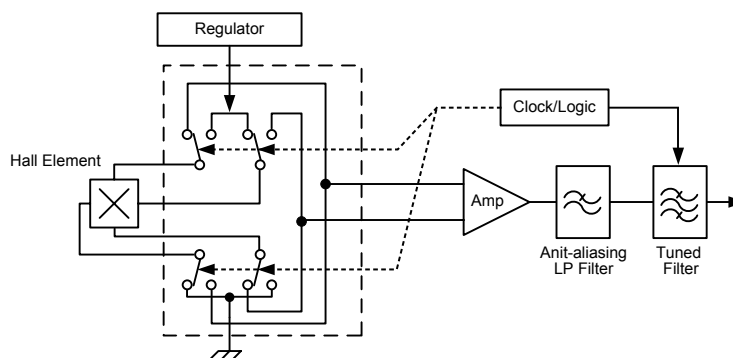 Regulator
Clock/Logic
Hall Element
Amp
Anit-aliasing
LP Filter
Tuned
Filter